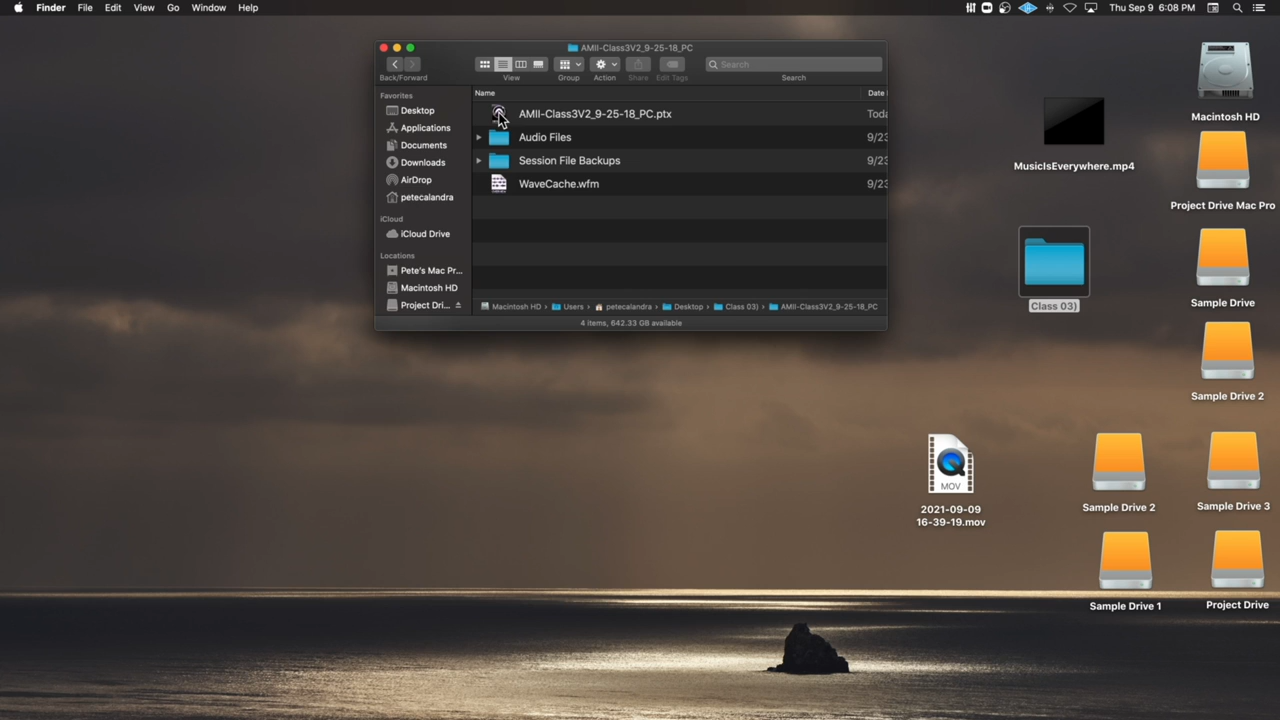 Finder File Edit View Go Window Help
Thu Sep 9 6:08 PM
AMII-Class3V2_9-25-18_PC
Search
Back/Forward
View
Group
Action
Share
Edit Tags
Search
Favorites
Desktop
Applications
Documents
Downloads
AirDrop
petecalandra
iCloud
iCloud Drive
Locations
Pete's Mac Pr...
Macintosh HD
Project Dri...
Name
Date
AMII-Class3V2_9-25-18_PC.ptx
Toda
Audio Files
9/23
Session File Backups
9/23
WaveCache.wfm
9/23
Macintosh HD › Users › petecalandra › Desktop › Class 03) › AMII-Class3V2_9-25-18_PC
4 items, 642.33 GB available
MusicIsEverywhere.mp4
Class 03)
MOV
2021-09-09
16-39-19.mov
Macintosh HD
Project Drive Mac Pro
Sample Drive
Sample Drive 2
Sample Drive 2
Sample Drive 3
Sample Drive 1
Project Drive